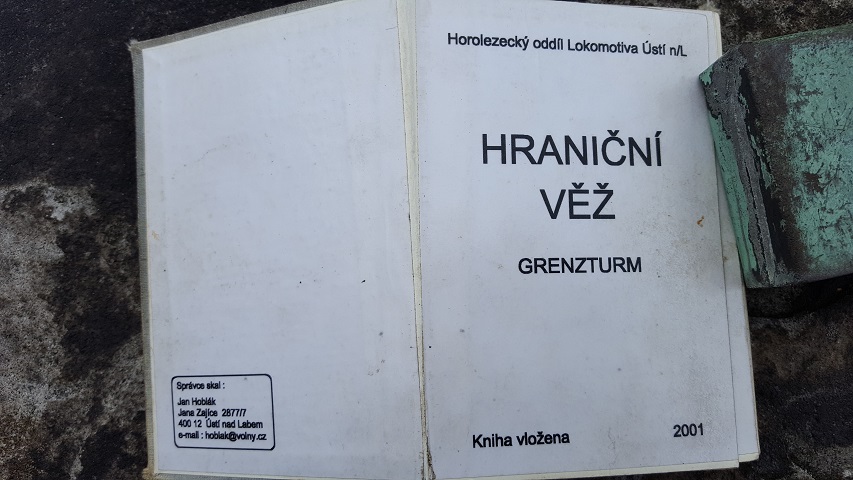 Správce skal :
Jan Hoblák
Jana Zajíce 2877/7
400 12 Ústí nad Labem
e-mail : hoblak@volny.cz
Horolezecký oddíl Lokomotiva Ústí n/L
HRANIČNÍ
VĚŽ
GRENZTURM
Kniha vložena 2001